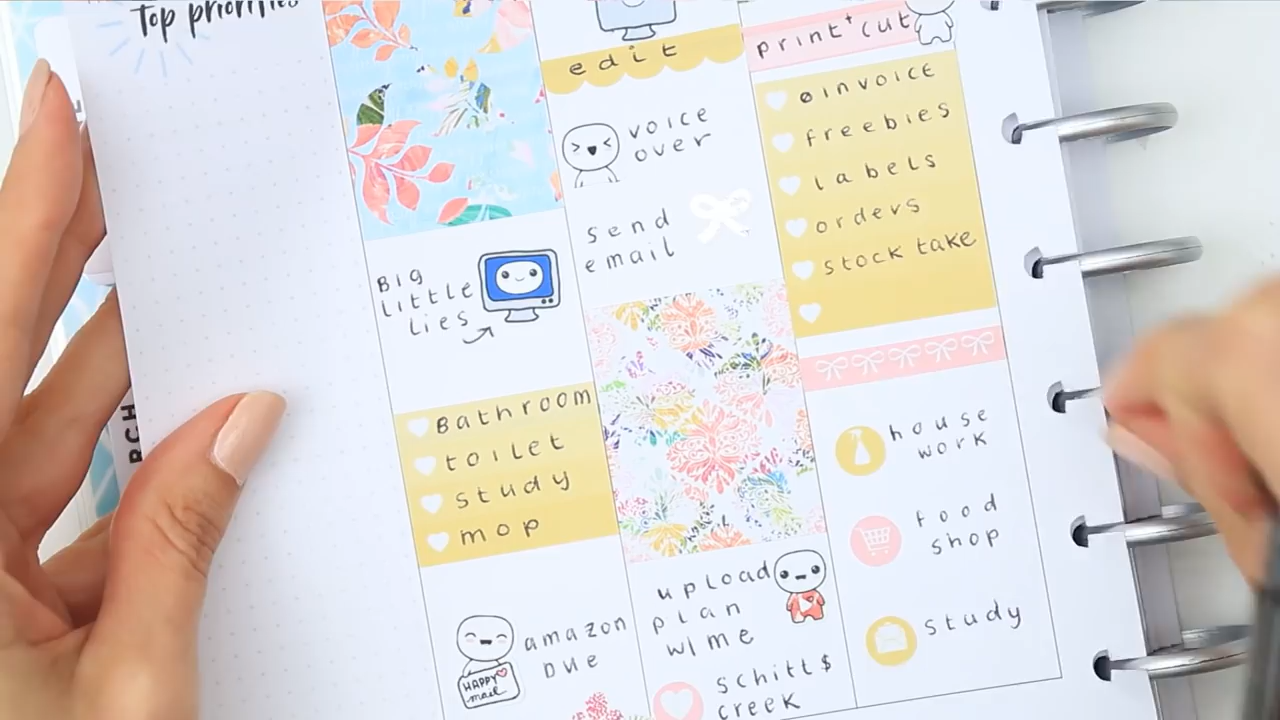 Top priorities
Big
little
lies
Bathroom
toilet
study
mop
amazon
due
HAPPY
mail
edit
voice
over
send
email
upload
plan
w/me
schitt$
creek
print+cut
invoice
freebies
labels
orders
stock take
house
work
food
shop
study